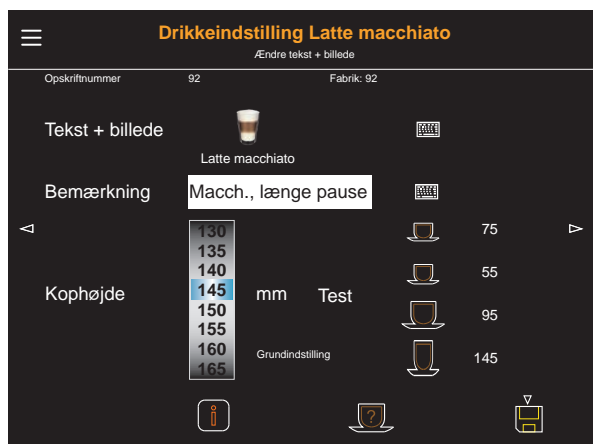 Drikkeindstilling Latte macchiato
Ændre tekst + billede
Opskriftnummer 92 Fabrik: 92
Tekst + billede
Latte macchiato
Bemærkning Macch., længe pause
130
135
140
145
150
155
160
165
Kophøjde mm Test
Grundindstilling
75
55
95
145
i
?